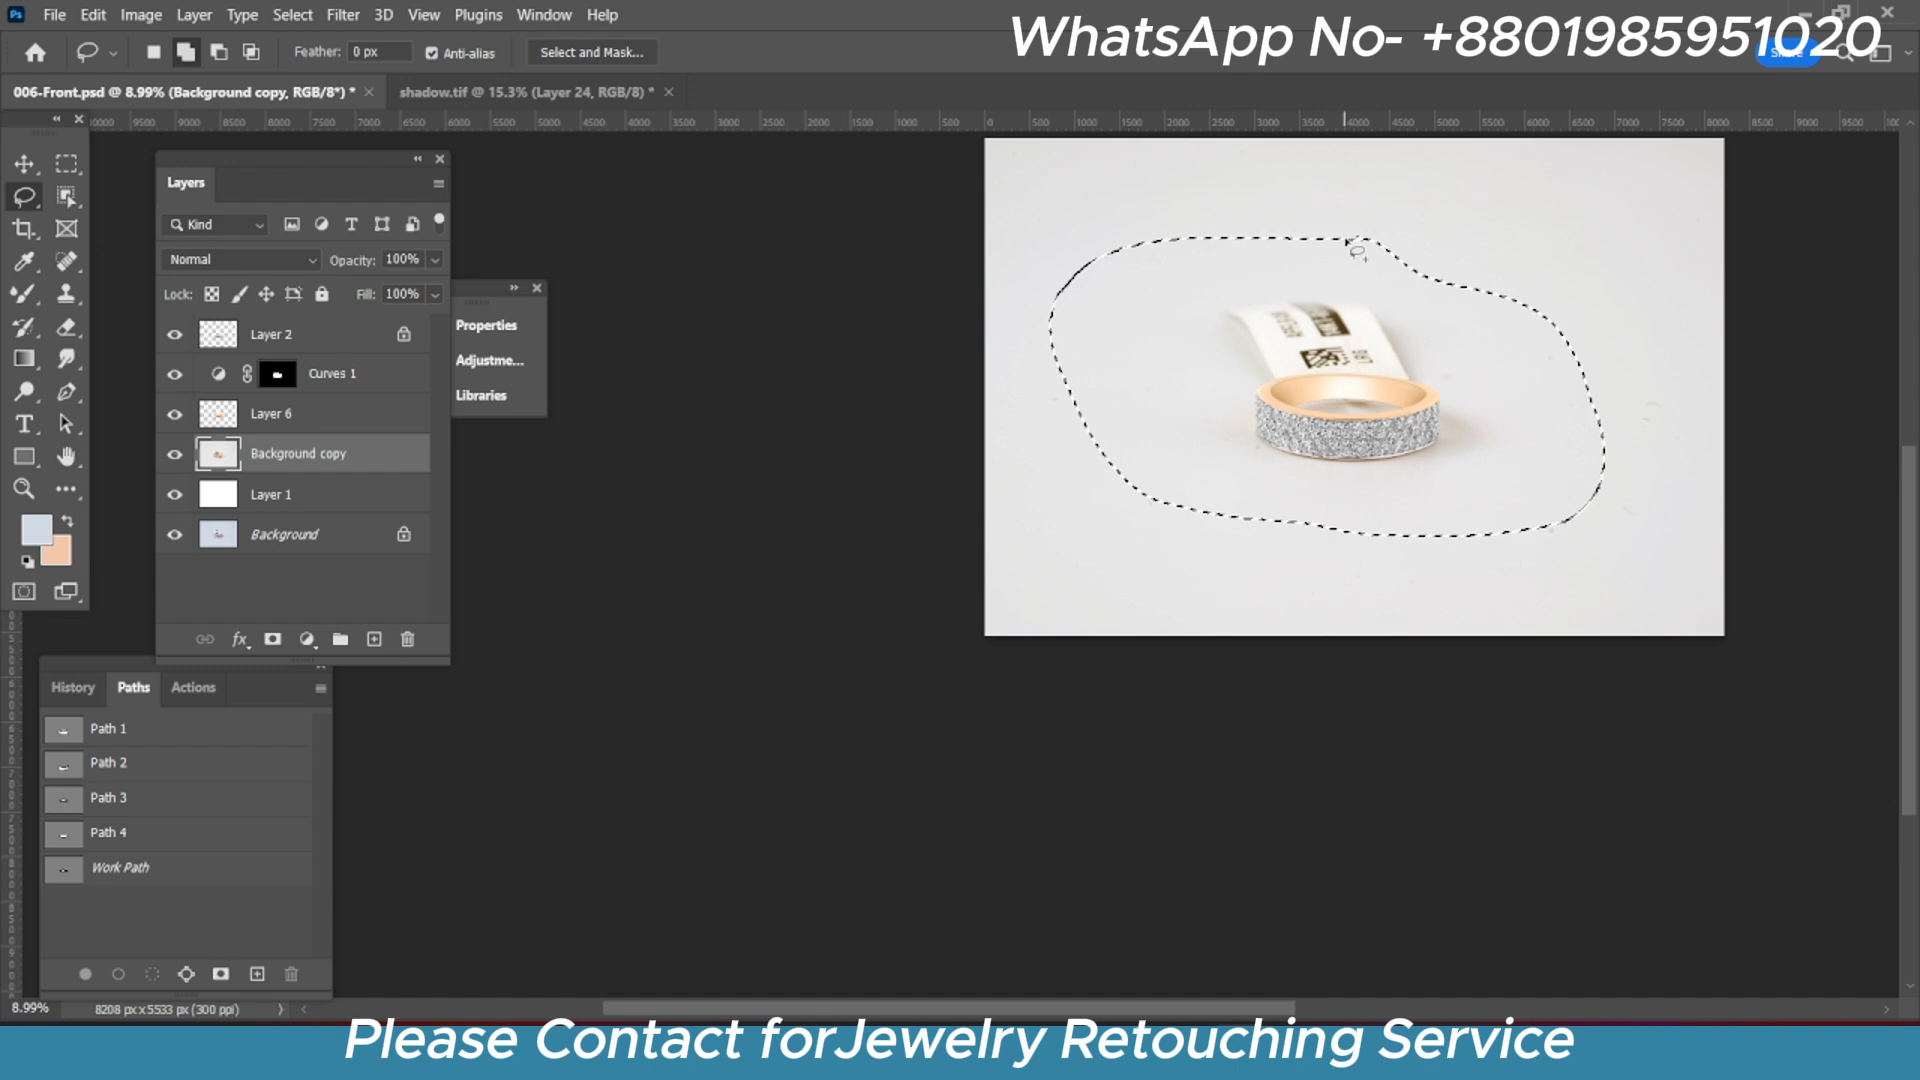 File Edit Image Layer Type Select Filter 3D View Plugins Window Help
WhatsApp No- +8801985951020
Feather: 0 px Anti-alias Select and Mask...
006-Front.psd @ 8.99% (Background copy, RGB/8*) * shadow.tif @ 15.3% (Layer 24, RGB/8) *
Layers
Kind
Normal Opacity: 100%
Lock: Fill: 100%
Layer 2
Curves 1
Layer 6
Background copy
Layer 1
Background
Properties
Adjustme...
Libraries
History Paths Actions
Path 1
Path 2
Path 3
Path 4
Work Path
8.99% 8208 px x 5533 px (300 ppi)
Please Contact forJewelry Retouching Service